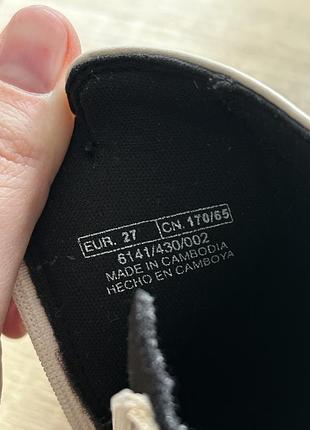 EUR. 27 CN. 170/65
6141/430/002
MADE IN CAMBODIA
HECHO EN CAMBOYA